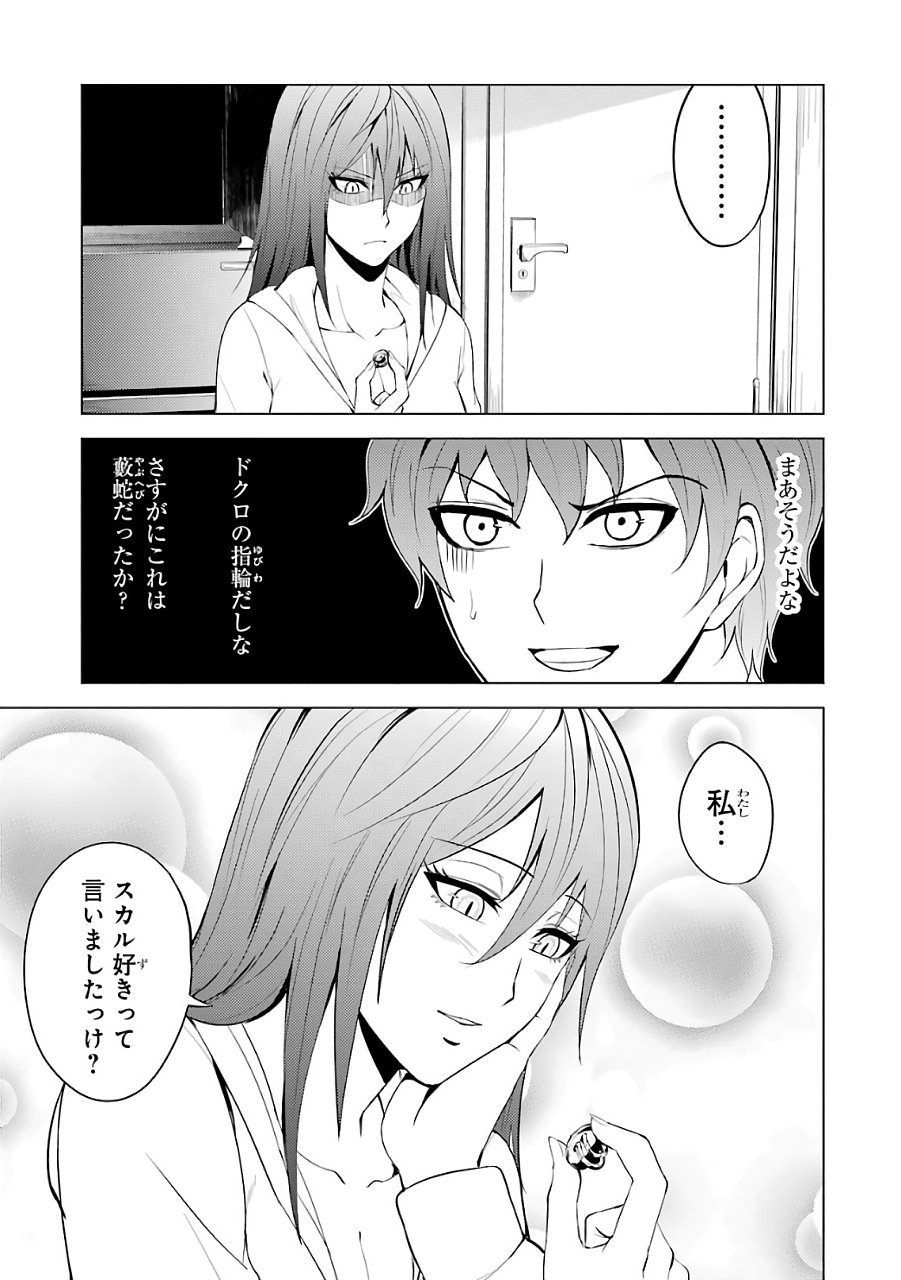 …………
まあそうだよな
ドクロの指輪だしな
さすがにこれは
藪蛇だったか？
私…
スカル好きって
言いましたっけ？